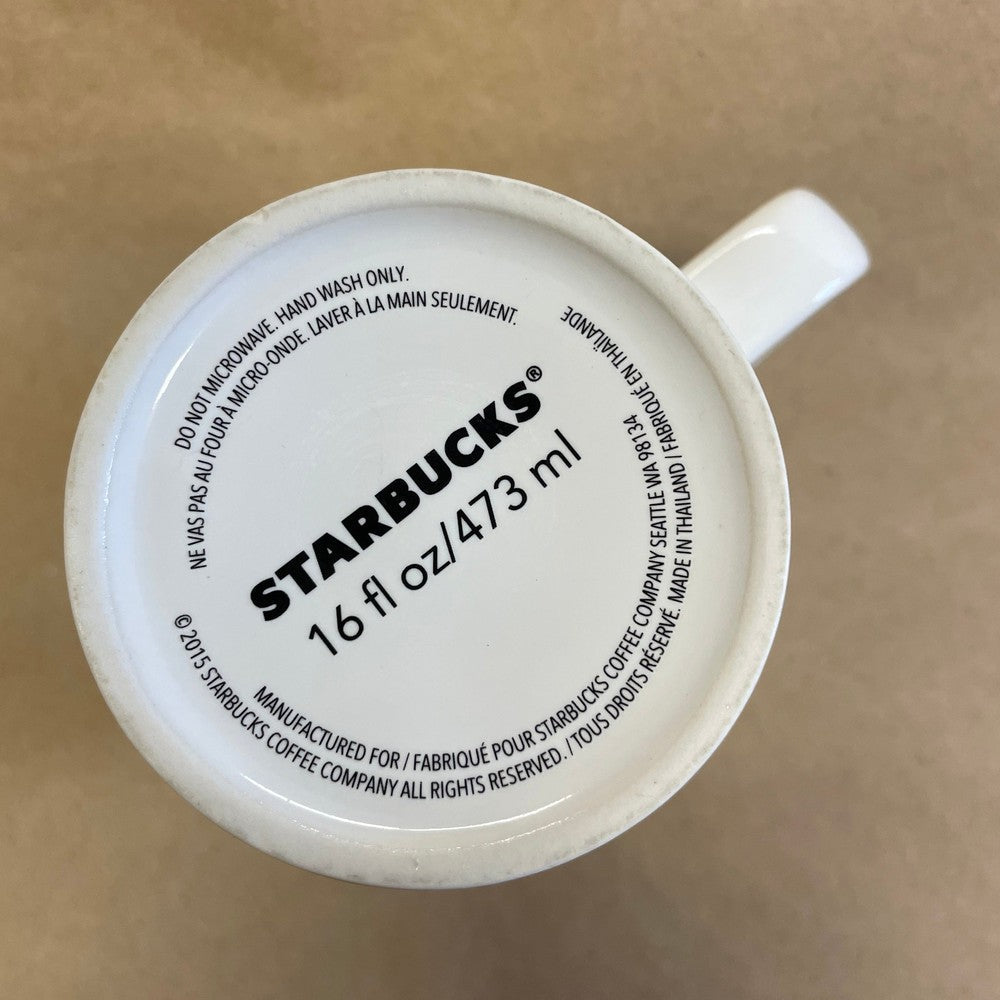 DO NOT MICROWAVE. HAND WASH ONLY.
NE VAS PAS AU FOUR À MICRO-ONDE. LAVER À LA MAIN SEULEMENT.
STARBUCKS®
16 fl oz/473 ml
MANUFACTURED FOR / FABRIQUÉ POUR STARBUCKS COFFEE COMPANY SEATTLE WA 98134
© 2015 STARBUCKS COFFEE COMPANY ALL RIGHTS RESERVED. / TOUS DROITS RÉSERVÉ. MADE IN THAILAND / FABRIQUÉ EN THAÏLANDE